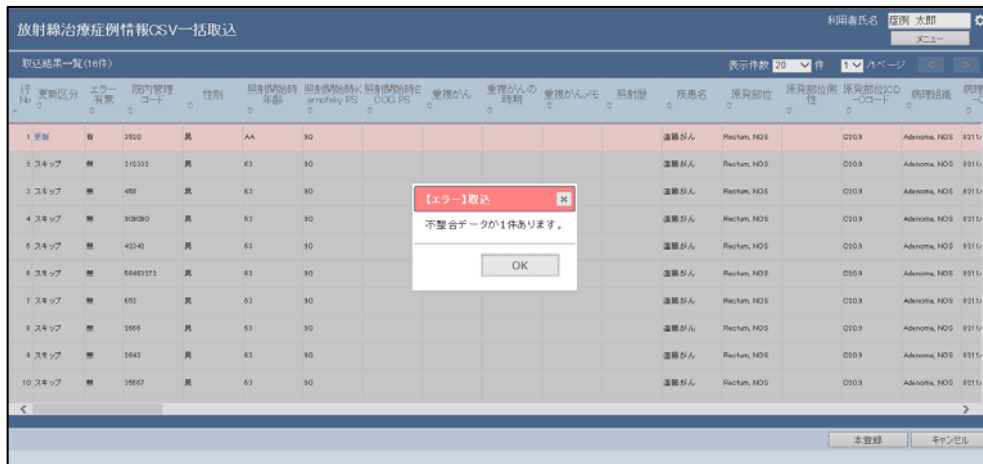 放射線治療症例情報CSV一括取込
利用者氏名 症例 太郎
メニュー
取込結果一覧(16件)
表示件数 20 件 1 /1ページ < >
行No 更新区分 エラー有無 院内管理コード 性別 照射開始時年齢 照射開始時Karnofsky PS 照射開始時ECOG PS 重複がん 重複がんの時期 重複がんメモ 照射歴 疾患名 原発部位 原発部位側性 原発部位ICD-Oコード 病理組織
1 更新 有 2520 男 AA 90 直腸がん Rectum, NOS C20.9 Adenoma, NOS
2 スキップ 無 312332 男 63 90 直腸がん Rectum, NOS C20.9 Adenoma, NOS
3 スキップ 無 男 63 90 直腸がん Rectum, NOS C20.9 Adenoma, NOS
4 スキップ 無 909090 男 63 90 直腸がん Rectum, NOS C20.9 Adenoma, NOS
5 スキップ 無 男 63 90 直腸がん Rectum, NOS C20.9 Adenoma, NOS
6 スキップ 無 男 63 90 直腸がん Rectum, NOS C20.9 Adenoma, NOS
7 スキップ 無 652 男 63 90 直腸がん Rectum, NOS C20.9 Adenoma, NOS
8 スキップ 無 男 63 90 直腸がん Rectum, NOS C20.9 Adenoma, NOS
9 スキップ 無 5643 男 63 90 直腸がん Rectum, NOS C20.9 Adenoma, NOS
10 スキップ 無 35667 男 63 90 直腸がん Rectum, NOS C20.9 Adenoma, NOS
【エラー】取込
不整合データが1件あります。
OK
本登録 キャンセル